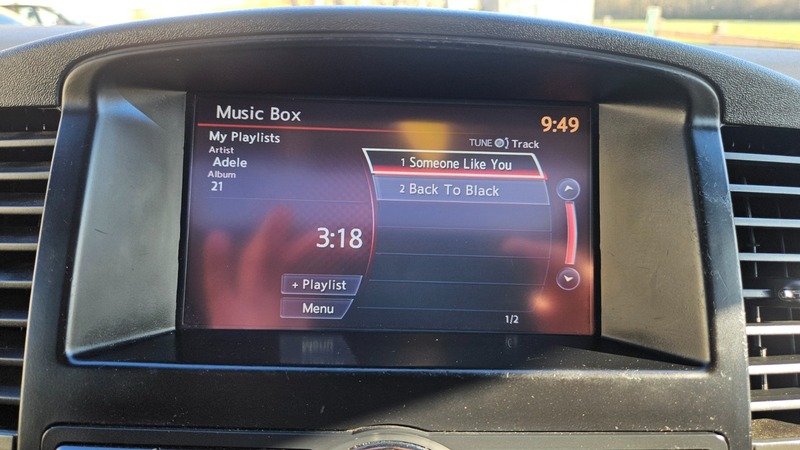 Music Box
9:49
My Playlists
TUNE Track
Artist
Adele
Album
21
1 Someone Like You
2 Back To Black
3:18
+ Playlist
Menu
1/2